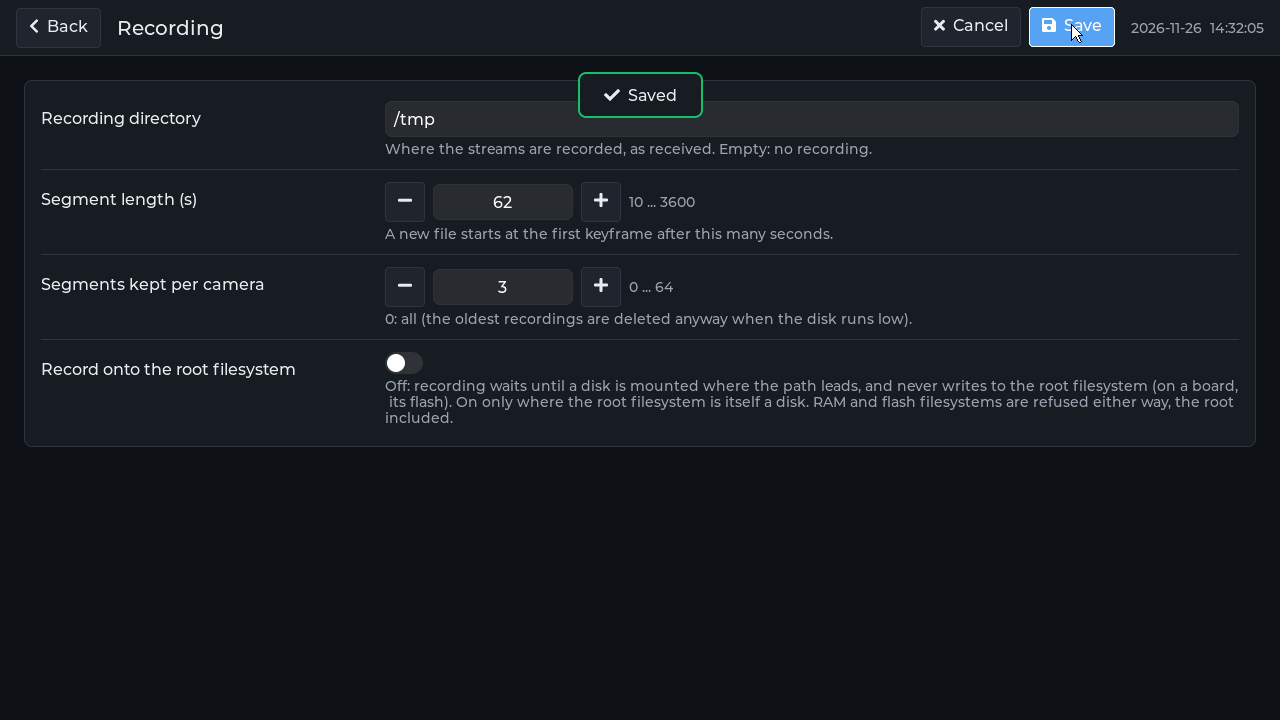 Back
Recording
Cancel
Save
2026-11-26 14:32:05
Saved
Recording directory
/tmp
Where the streams are recorded, as received. Empty: no recording.
Segment length (s)
62
10 ... 3600
A new file starts at the first keyframe after this many seconds.
Segments kept per camera
3
0 ... 64
0: all (the oldest recordings are deleted anyway when the disk runs low).
Record onto the root filesystem
Off: recording waits until a disk is mounted where the path leads, and never writes to the root filesystem (on a board,
its flash). On only where the root filesystem is itself a disk. RAM and flash filesystems are refused either way, the root
included.